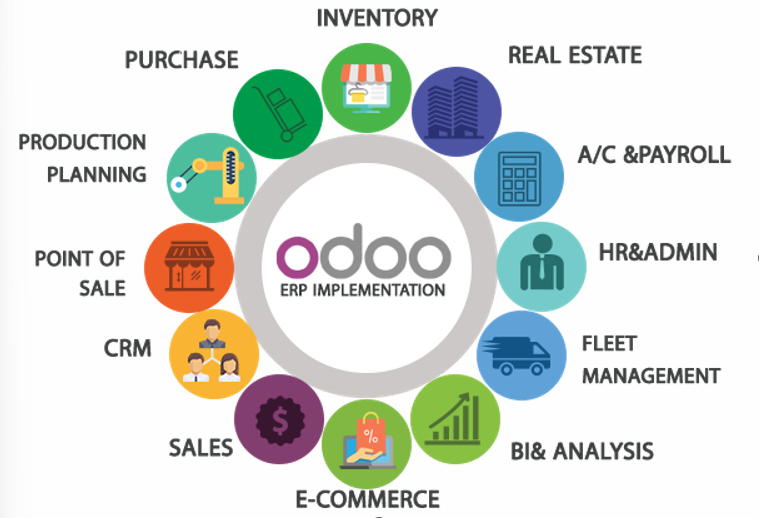 INVENTORY
REAL ESTATE
PURCHASE
A/C &PAYROLL
PRODUCTION
PLANNING
HR&ADMIN
POINT OF
SALE
odoo
ERP IMPLEMENTATION
FLEET
MANAGEMENT
CRM
$
%
SALES
BI& ANALYSIS
E-COMMERCE